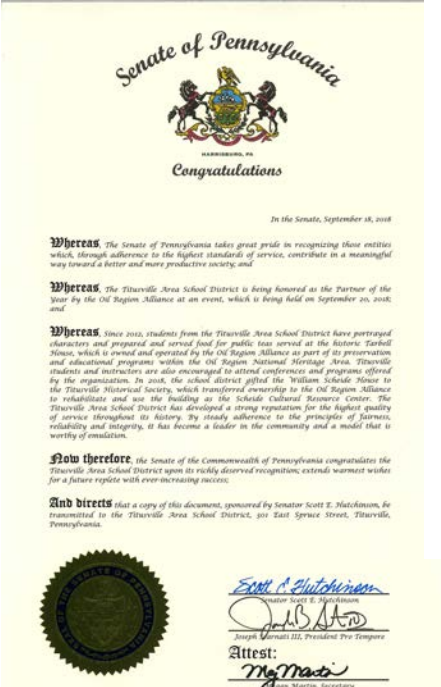 Senate of Pennsylvania
HARRISBURG, PA
Congratulations
In the Senate, September 18, 2018
Whereas, The Senate of Pennsylvania takes great pride in recognizing those entities
which, through adherence to the highest standards of service, contribute in a meaningful
way toward a better and more productive society; and
Whereas, The Titusville Area School District is being honored as the Partner of the
Year by the Oil Region Alliance at an event, which is being held on September 20, 2018;
and
Whereas, Since 2012, students from the Titusville Area School District have portrayed
characters and prepared and served food for public teas served at the historic Tarbell
House, which is owned and operated by the Oil Region Alliance as part of its preservation
and educational programs within the Oil Region National Heritage Area. Titusville
students and instructors are also encouraged to attend conferences and programs offered
by the organization. In 2018, the school district gifted the William Scheide House to
the Titusville Historical Society, which transferred ownership to the Oil Region Alliance
to rehabilitate and use the building as the Scheide Cultural Resource Center. The
Titusville Area School District has developed a strong reputation for the highest quality
of service throughout its history. By steady adherence to the principles of fairness,
reliability and integrity, it has become a leader in the community and a model that is
worthy of emulation.
Now therefore, the Senate of the Commonwealth of Pennsylvania congratulates the
Titusville Area School District upon its richly deserved recognition; extends warmest wishes
for a future replete with ever-increasing success;
And directs that a copy of this document, sponsored by Senator Scott E. Hutchinson, be
transmitted to the Titusville Area School District, 301 East Spruce Street, Titusville,
Pennsylvania.
SEAL OF THE SENATE OF PENNSYLVANIA
Scott E. Hutchinson
Senator Scott E. Hutchinson
Joseph Scarnati III, President Pro Tempore
Attest:
Martin, Secretary